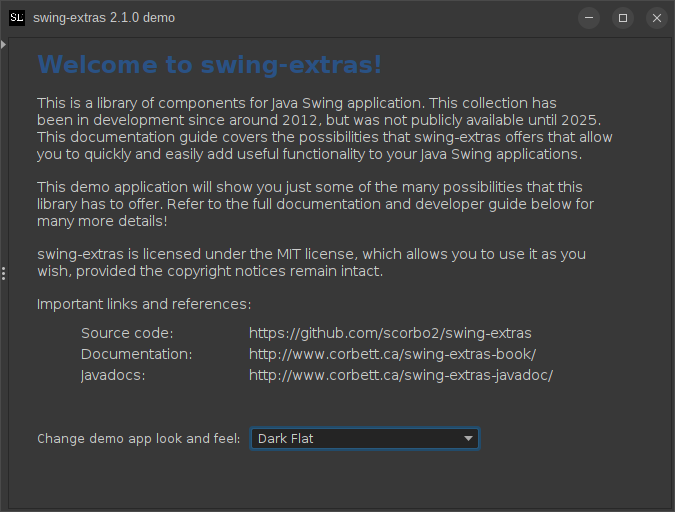 SL swing-extras 2.1.0 demo
Welcome to swing-extras!
This is a library of components for Java Swing application. This collection has
been in development since around 2012, but was not publicly available until 2025.
This documentation guide covers the possibilities that swing-extras offers that allow
you to quickly and easily add useful functionality to your Java Swing applications.
This demo application will show you just some of the many possibilities that this
library has to offer. Refer to the full documentation and developer guide below for
many more details!
swing-extras is licensed under the MIT license, which allows you to use it as you
wish, provided the copyright notices remain intact.
Important links and references:
Source code: https://github.com/scorbo2/swing-extras
Documentation: http://www.corbett.ca/swing-extras-book/
Javadocs: http://www.corbett.ca/swing-extras-javadoc/
Change demo app look and feel: Dark Flat